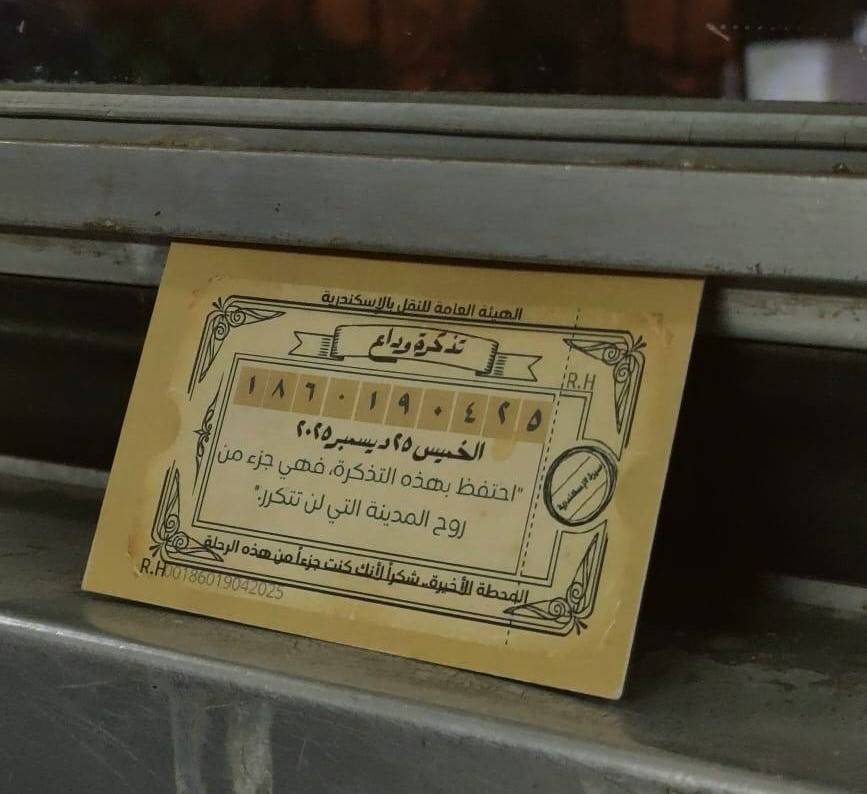 الهيئة العامة للنقل بالإسكندرية
تذكرة وداع
R.H
١٨٦٠١٩٠٤٢٥
الخميس ٢٥ ديسمبر ٢٠٢٥
"احتفظ بهذه التذكرة، فهي جزء من
روح المدينة التي لن تتكرر."
المحطة الأخيرة.. شكراً لأنك كنت جزءاً من هذه الرحلة
R.H 00186019042025